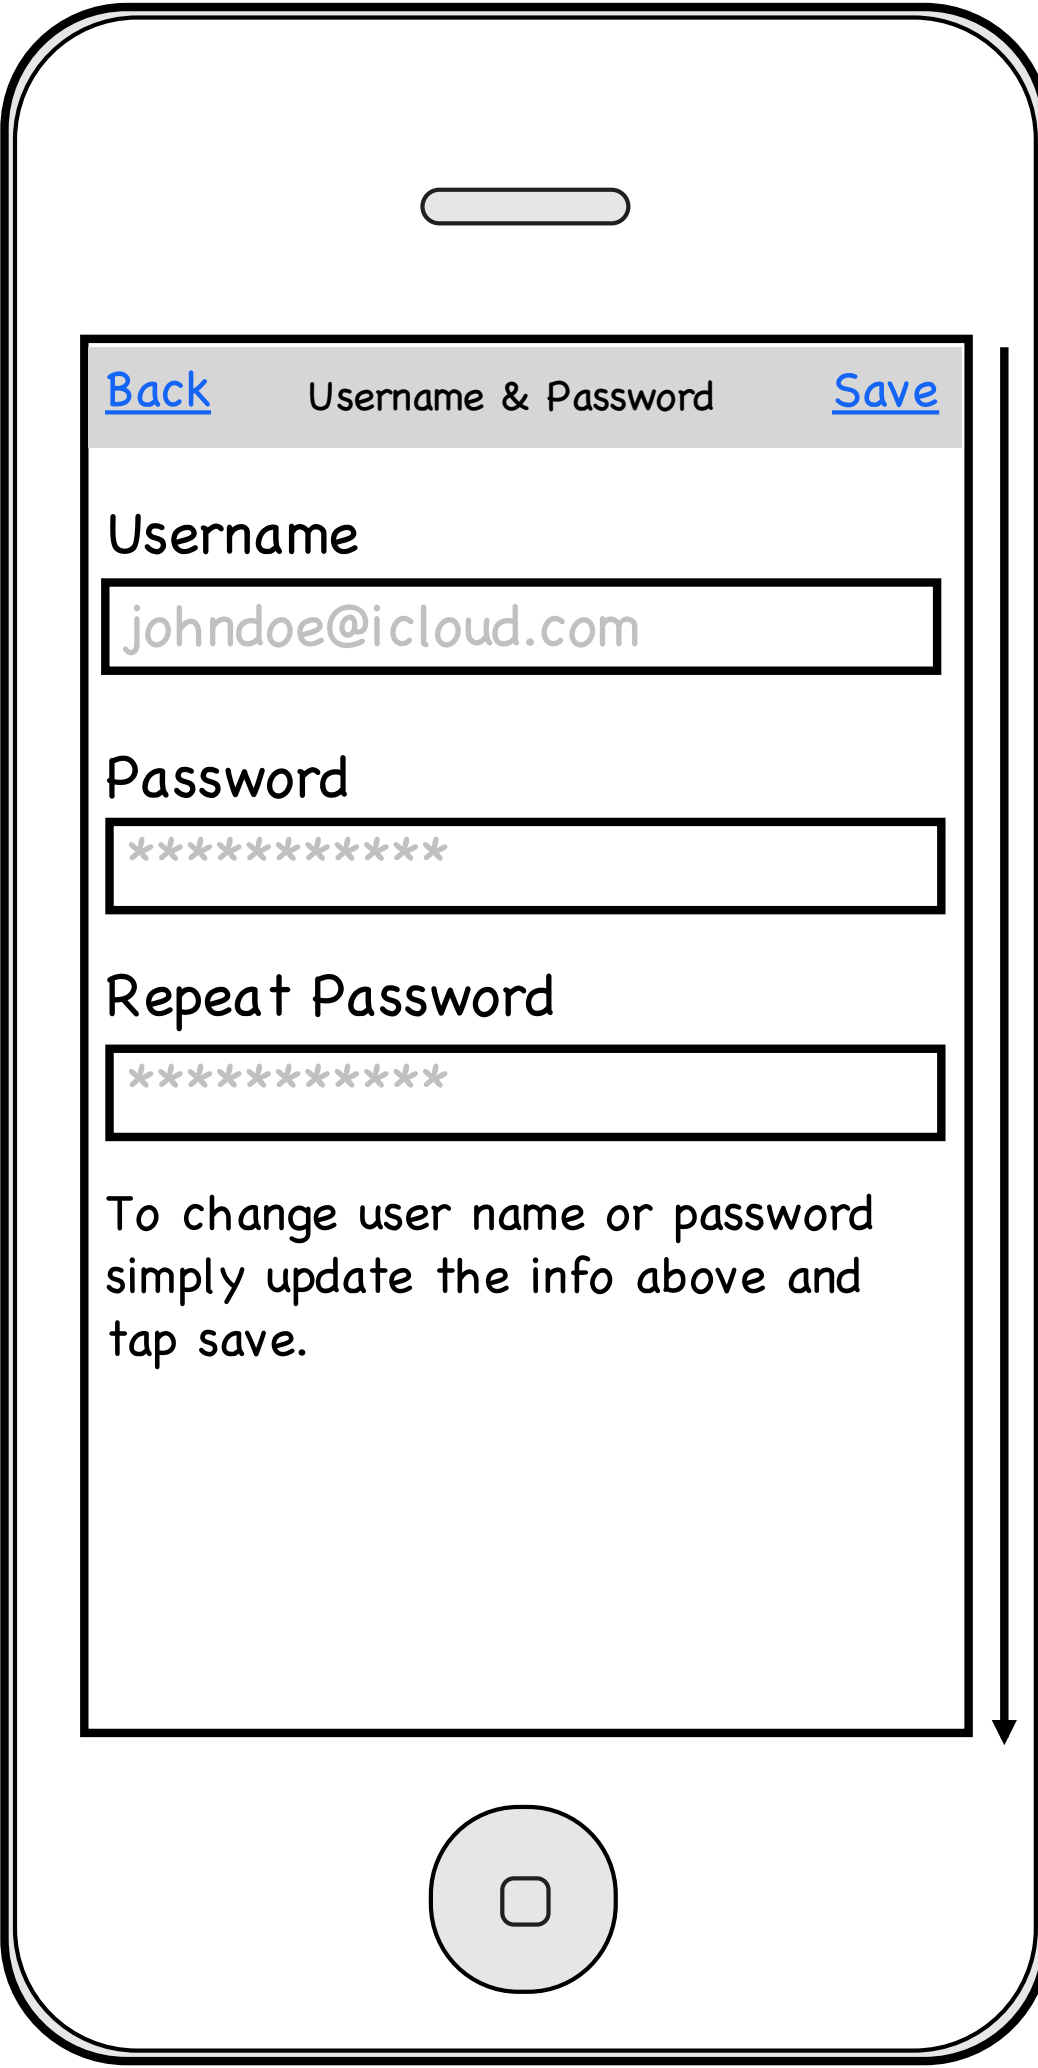 Back Username & Password Save
Username
johndoe@icloud.com
Password
***********
Repeat Password
***********
To change user name or password
simply update the info above and
tap save.